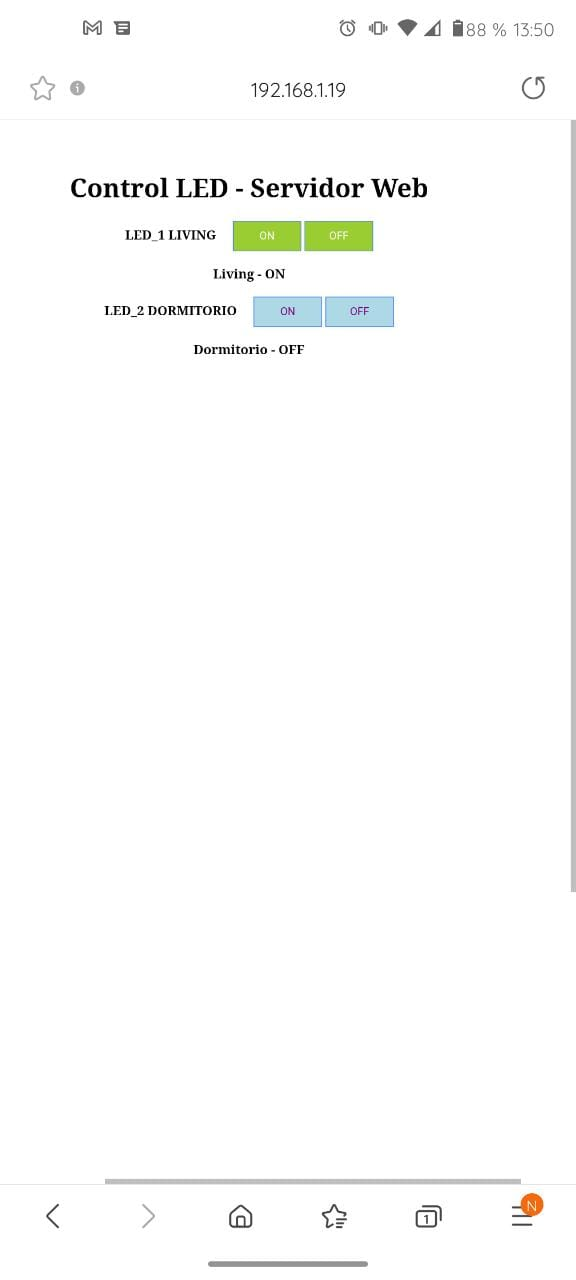 88 % 13:50
192.168.1.19
Control LED - Servidor Web
LED_1 LIVING ON OFF
Living - ON
LED_2 DORMITORIO ON OFF
Dormitorio - OFF
1 N